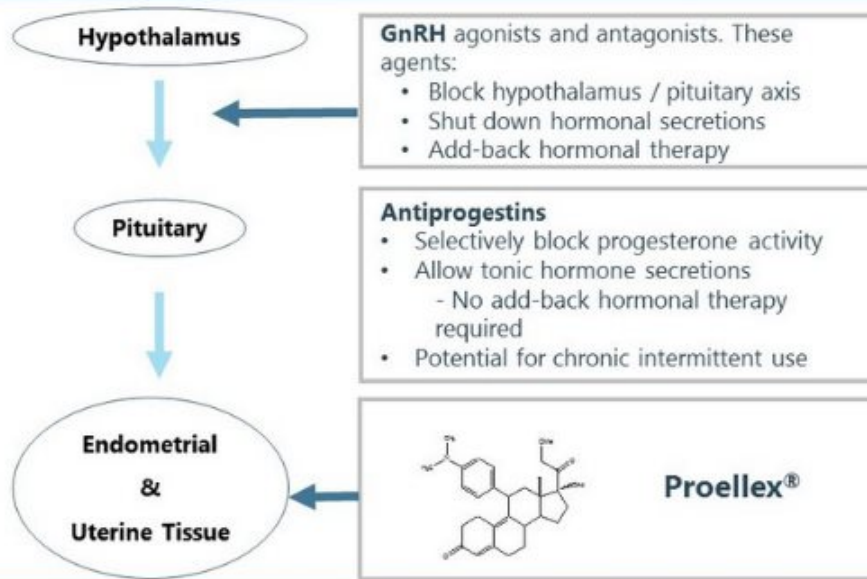 Hypothalamus
GnRH agonists and antagonists. These
agents:
• Block hypothalamus / pituitary axis
• Shut down hormonal secretions
• Add-back hormonal therapy
Pituitary
Antiprogestins
• Selectively block progesterone activity
• Allow tonic hormone secretions
- No add-back hormonal therapy
required
• Potential for chronic intermittent use
Endometrial
&
Uterine Tissue
Proellex®